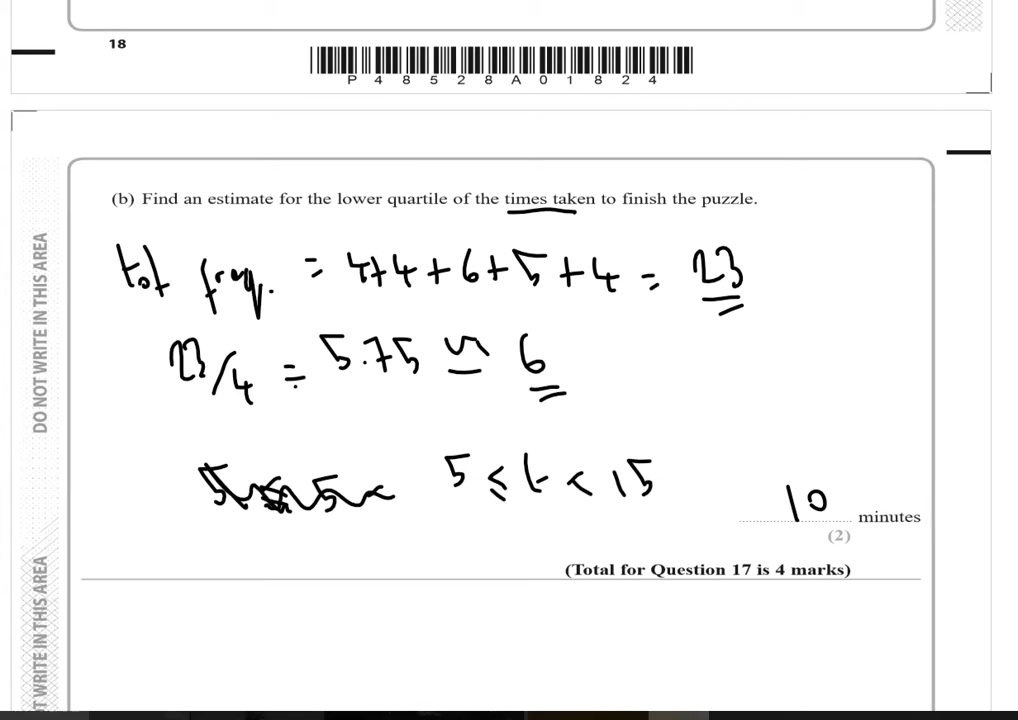 18
P 4 8 5 2 8 A 0 1 8 2 4
DO NOT WRITE IN THIS AREA
(b) Find an estimate for the lower quartile of the times taken to finish the puzzle.
tot freq. = 4+4+6+5+4 = 23
23/4 = 5.75 ≃ 6
5 ≤ t < 15
10 minutes
(2)
(Total for Question 17 is 4 marks)
OT WRITE IN THIS AREA